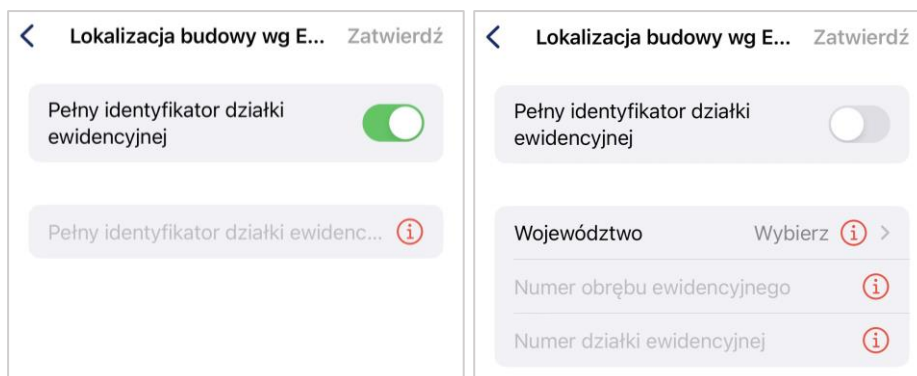 Lokalizacja budowy wg E... Zatwierdź
Pełny identyfikator działki
ewidencyjnej
Pełny identyfikator działki ewidenc...
Lokalizacja budowy wg E... Zatwierdź
Pełny identyfikator działki
ewidencyjnej
Województwo Wybierz
Numer obrębu ewidencyjnego
Numer działki ewidencyjnej